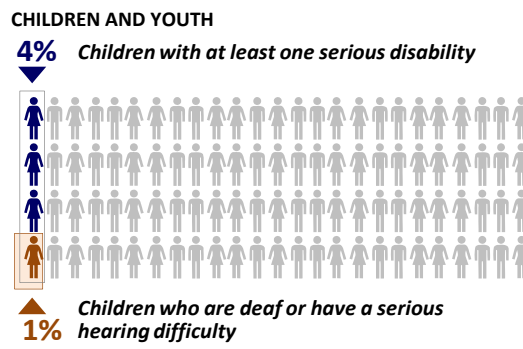 CHILDREN AND YOUTH
4% Children with at least one serious disability
Children who are deaf or have a serious
1% hearing difficulty